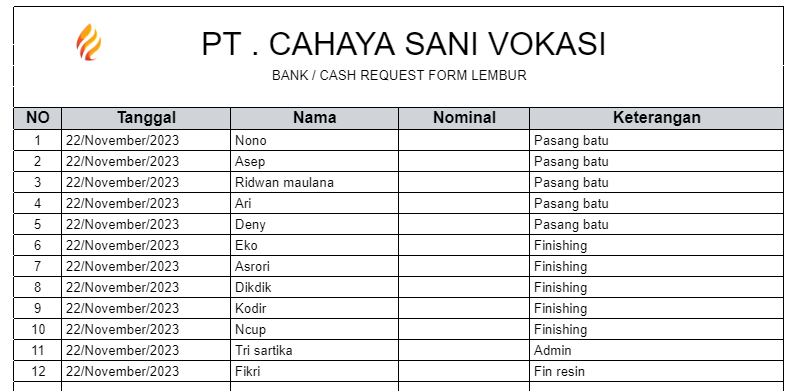 PT . CAHAYA SANI VOKASI
BANK / CASH REQUEST FORM LEMBUR
NO Tanggal Nama Nominal Keterangan
1 22/November/2023 Nono Pasang batu
2 22/November/2023 Asep Pasang batu
3 22/November/2023 Ridwan maulana Pasang batu
4 22/November/2023 Ari Pasang batu
5 22/November/2023 Deny Pasang batu
6 22/November/2023 Eko Finishing
7 22/November/2023 Asrori Finishing
8 22/November/2023 Dikdik Finishing
9 22/November/2023 Kodir Finishing
10 22/November/2023 Ncup Finishing
11 22/November/2023 Tri sartika Admin
12 22/November/2023 Fikri Fin resin